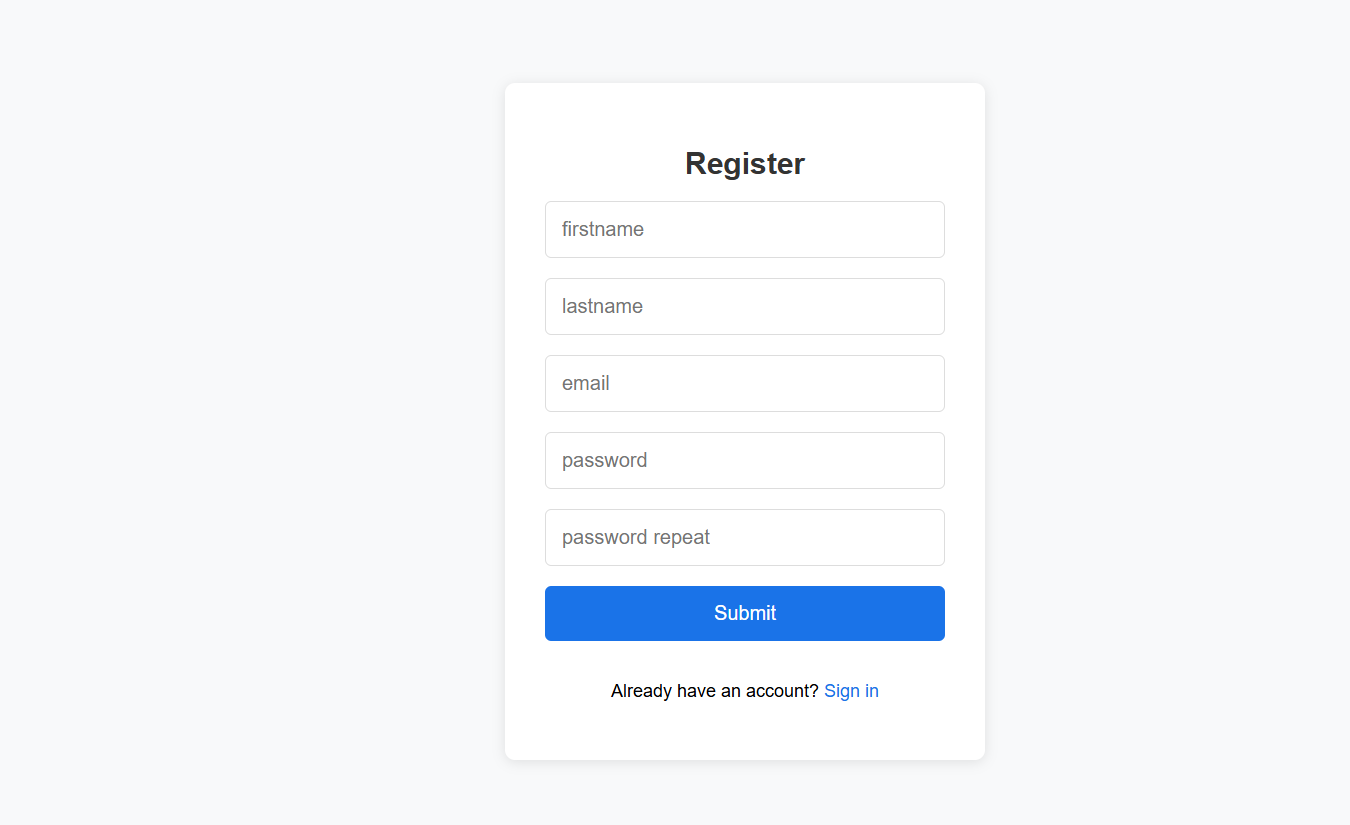 Register
firstname
lastname
email
password
password repeat
Submit
Already have an account? Sign in